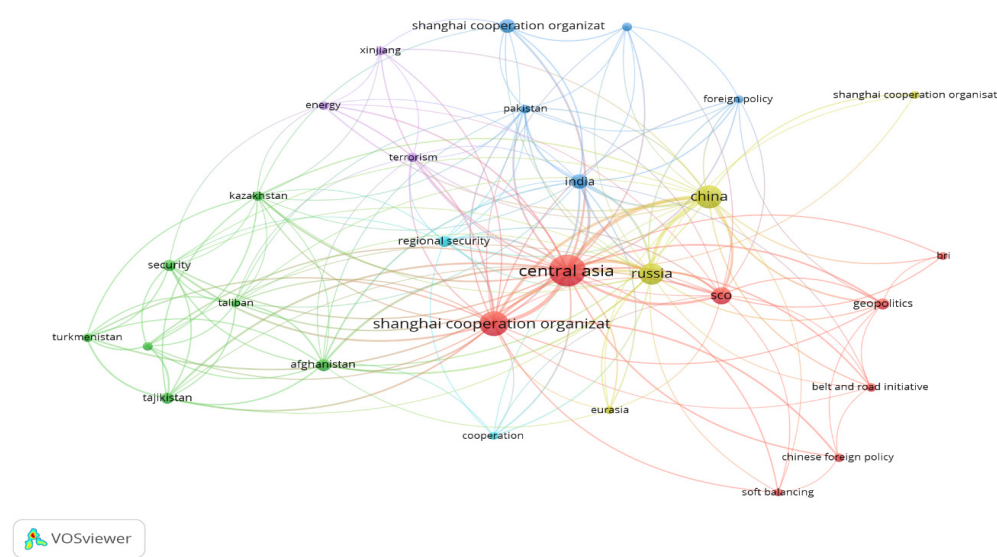 shanghai cooperation organizat
xinjiang
energy
pakistan
foreign policy
shanghai cooperation organisat
terrorism
india
kazakhstan
china
regional security
bri
security
central asia
russia
taliban
sco
geopolitics
shanghai cooperation organizat
turkmenistan
afghanistan
belt and road initiative
tajikistan
eurasia
cooperation
chinese foreign policy
soft balancing
VOSviewer